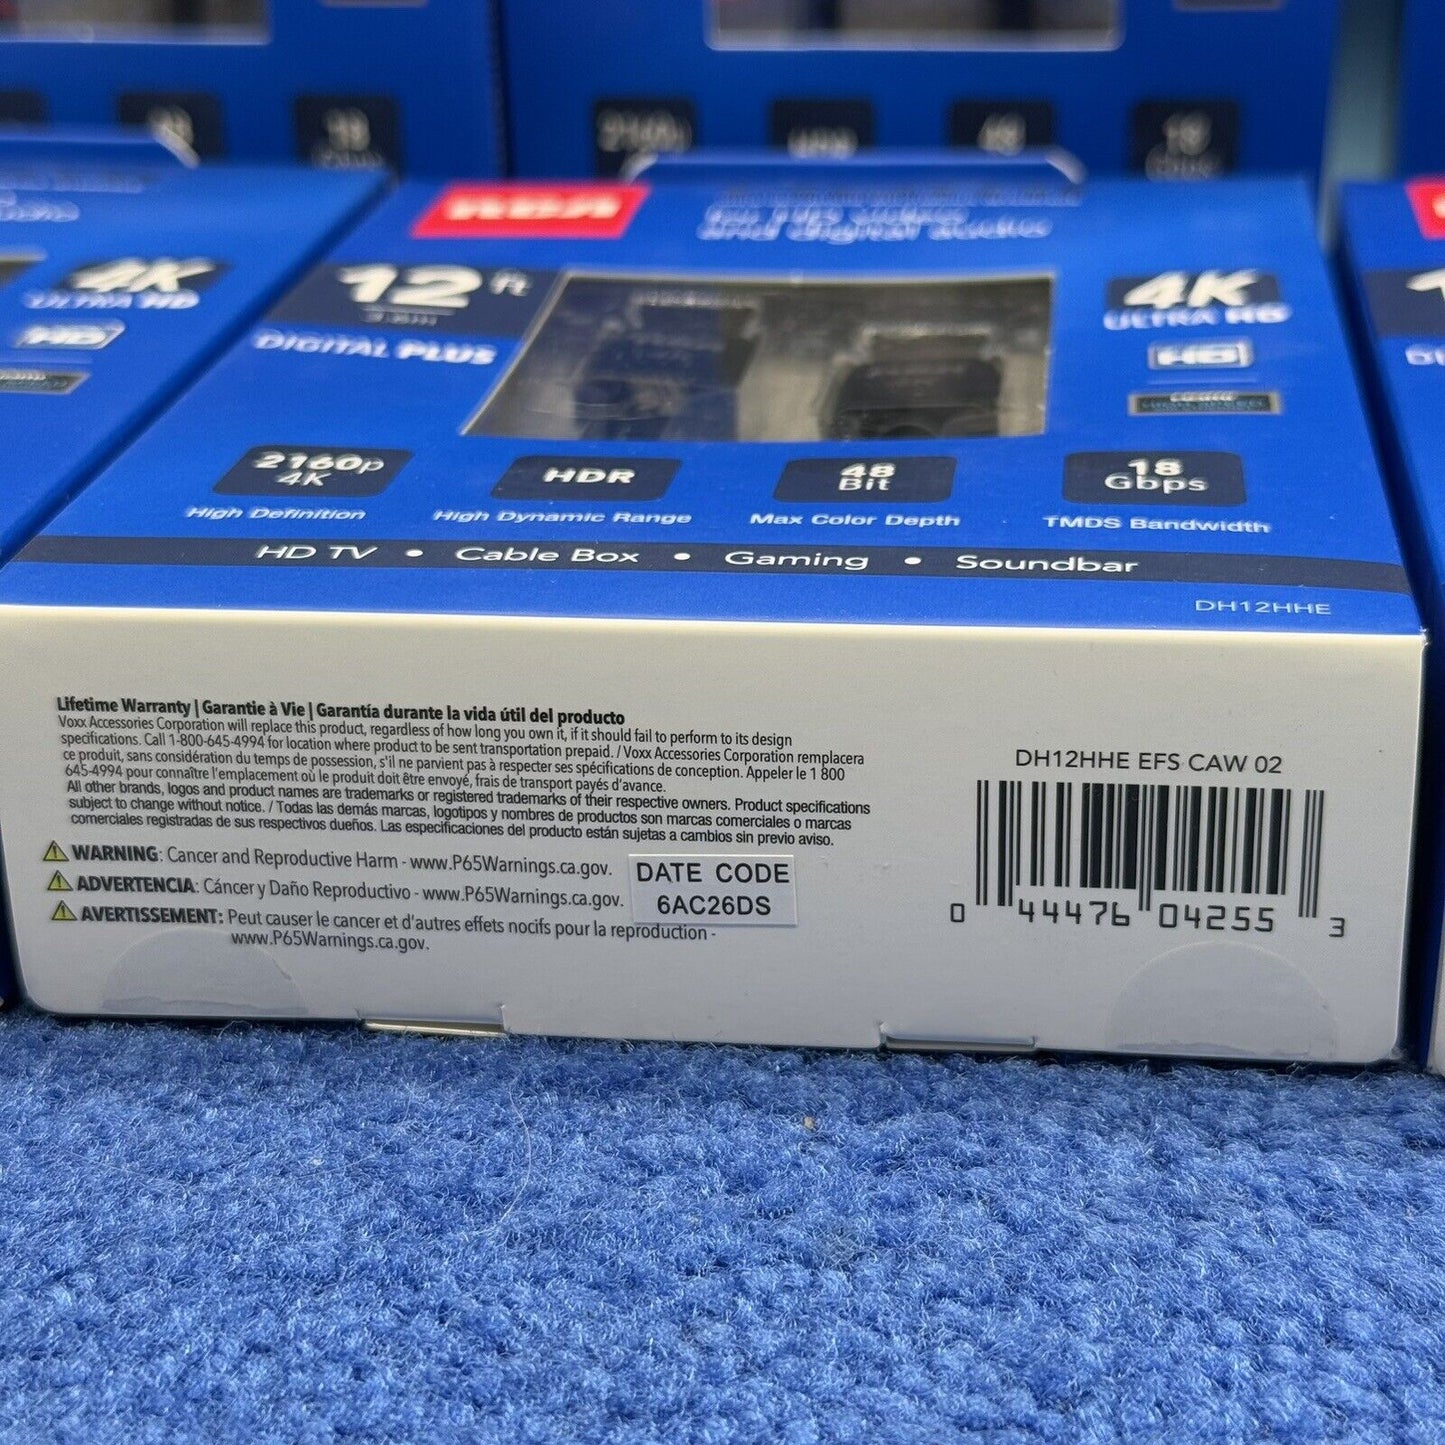 RCA
for HD video
and digital audio
12 ft
3.6m
DIGITAL PLUS
4K
ULTRA HD
HD
2160p
4K
High Definition
HDR
High Dynamic Range
48
Bit
Max Color Depth
18
Gbps
TMDS Bandwidth
HD TV • Cable Box • Gaming • Soundbar
DH12HHE
Lifetime Warranty | Garantie à Vie | Garantía durante la vida útil del producto
Voxx Accessories Corporation will replace this product, regardless of how long you own it, if it should fail to perform to its design
specifications. Call 1-800-645-4994 for location where product to be sent transportation prepaid. / Voxx Accessories Corporation remplacera
ce produit, sans considération du temps de possession, s'il ne parvient pas à respecter ses spécifications de conception. Appeler le 1 800
645-4994 pour connaître l'emplacement où le produit doit être envoyé, frais de transport payés d'avance.
All other brands, logos and product names are trademarks or registered trademarks of their respective owners. Product specifications
subject to change without notice. / Todas las demás marcas, logotipos y nombres de productos son marcas comerciales o marcas
comerciales registradas de sus respectivos dueños. Las especificaciones del producto están sujetas a cambios sin previo aviso.
WARNING: Cancer and Reproductive Harm - www.P65Warnings.ca.gov.
ADVERTENCIA: Cáncer y Daño Reproductivo - www.P65Warnings.ca.gov.
AVERTISSEMENT: Peut causer le cancer et d'autres effets nocifs pour la reproduction -
www.P65Warnings.ca.gov.
DATE CODE
6AC26DS
DH12HHE EFS CAW 02
0 44476 04255 3